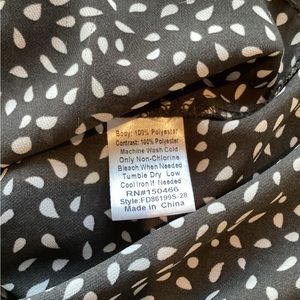 Body: 100% Polyester
Contrast: 100% Polyester
Machine Wash Cold
Only Non-Chlorine
Bleach When Needed
Tumble Dry Low
Cool Iron if Needed
RN#150466
Style:FD86199S-28
Made in China